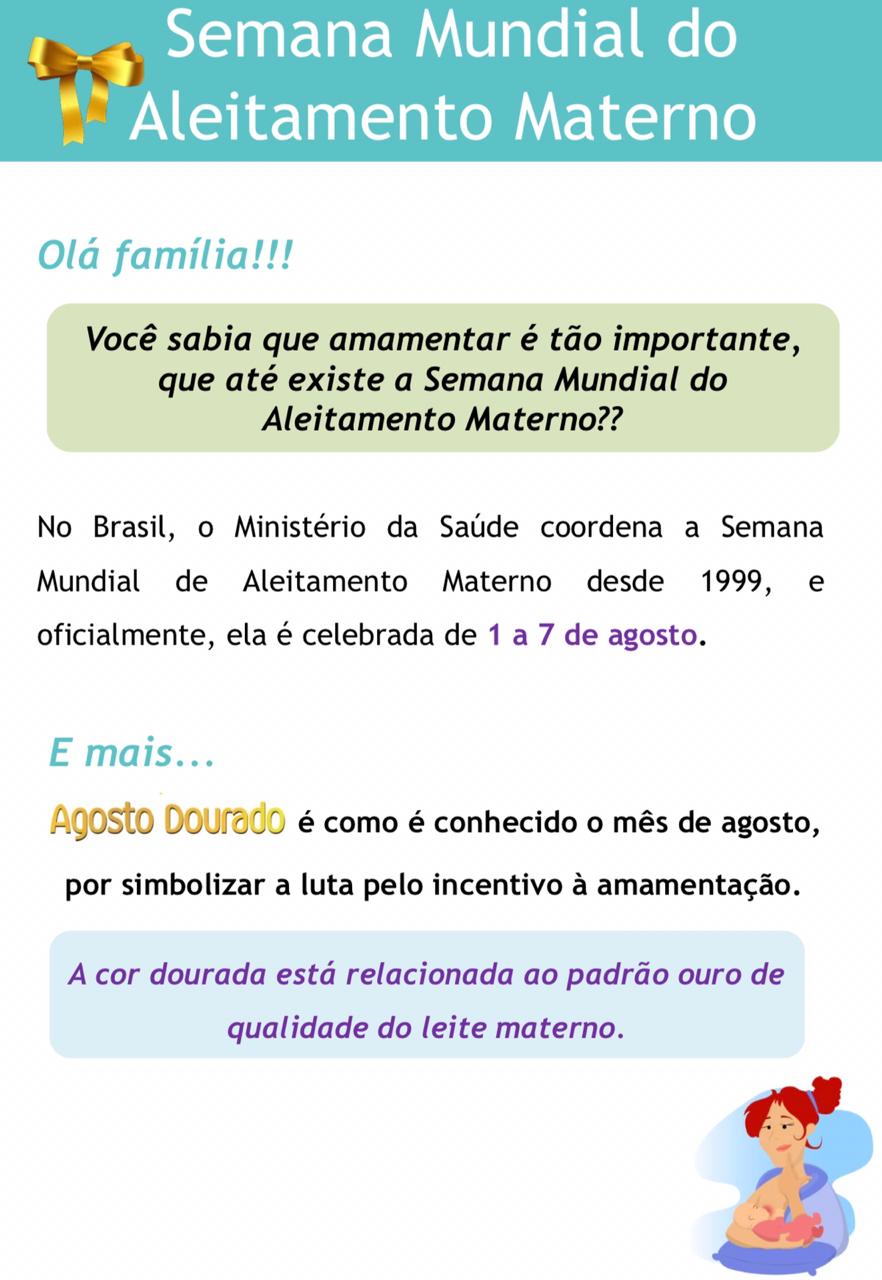 Semana Mundial do
Aleitamento Materno
Olá família!!!
Você sabia que amamentar é tão importante,
que até existe a Semana Mundial do
Aleitamento Materno??
No Brasil, o Ministério da Saúde coordena a Semana
Mundial de Aleitamento Materno desde 1999, e
oficialmente, ela é celebrada de 1 a 7 de agosto.
E mais...
Agosto Dourado é como é conhecido o mês de agosto,
por simbolizar a luta pelo incentivo à amamentação.
A cor dourada está relacionada ao padrão ouro de
qualidade do leite materno.